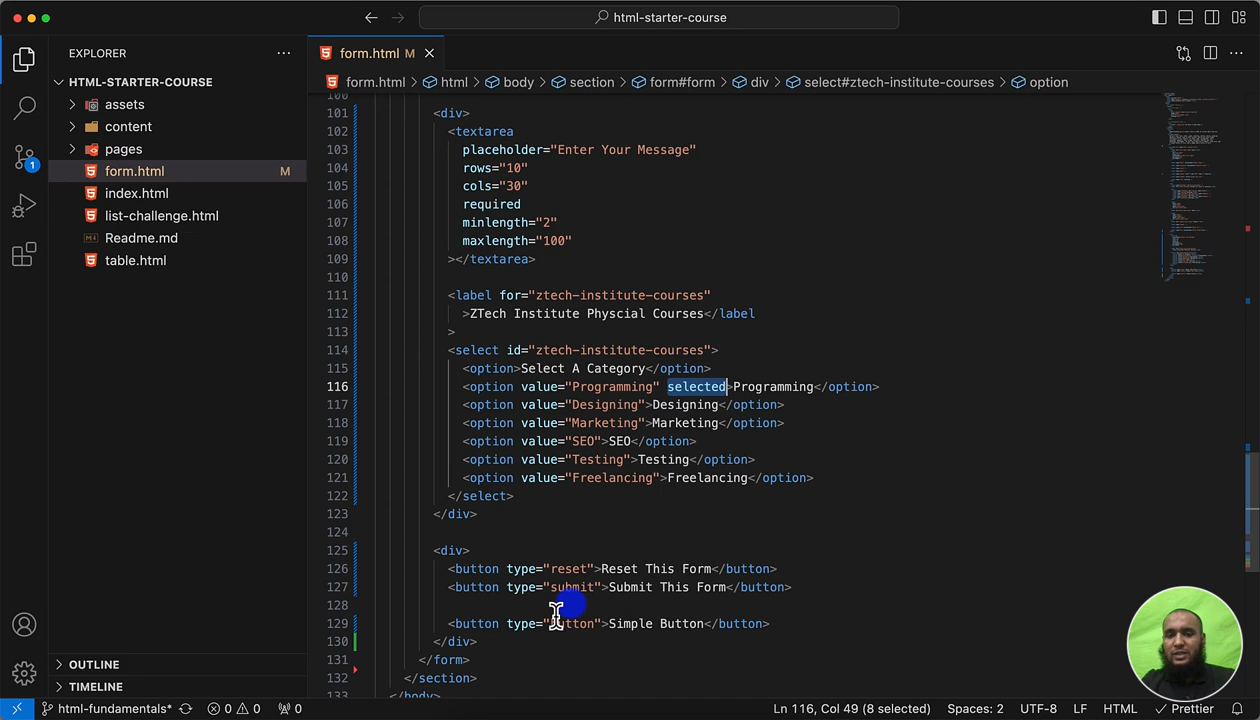 html-starter-course
EXPLORER
HTML-STARTER-COURSE
assets
content
pages
form.html M
index.html
list-challenge.html
Readme.md
table.html
OUTLINE
TIMELINE
form.html M
form.html > html > body > section > form#form > div > select#ztech-institute-courses > option
100
101 <div>
102 <textarea
103 placeholder="Enter Your Message"
104 rows="10"
105 cols="30"
106 required
107 minlength="2"
108 maxlength="100"
109 ></textarea>
110
111 <label for="ztech-institute-courses"
112 >ZTech Institute Physcial Courses</label
113 >
114 <select id="ztech-institute-courses">
115 <option>Select A Category</option>
116 <option value="Programming" selected>Programming</option>
117 <option value="Designing">Designing</option>
118 <option value="Marketing">Marketing</option>
119 <option value="SEO">SEO</option>
120 <option value="Testing">Testing</option>
121 <option value="Freelancing">Freelancing</option>
122 </select>
123 </div>
124
125 <div>
126 <button type="reset">Reset This Form</button>
127 <button type="submit">Submit This Form</button>
128
129 <button type="button">Simple Button</button>
130 </div>
131 </form>
132 </section>
133 </body>
1
html-fundamentals* 0 0 0 Ln 116, Col 49 (8 selected) Spaces: 2 UTF-8 LF HTML Prettier